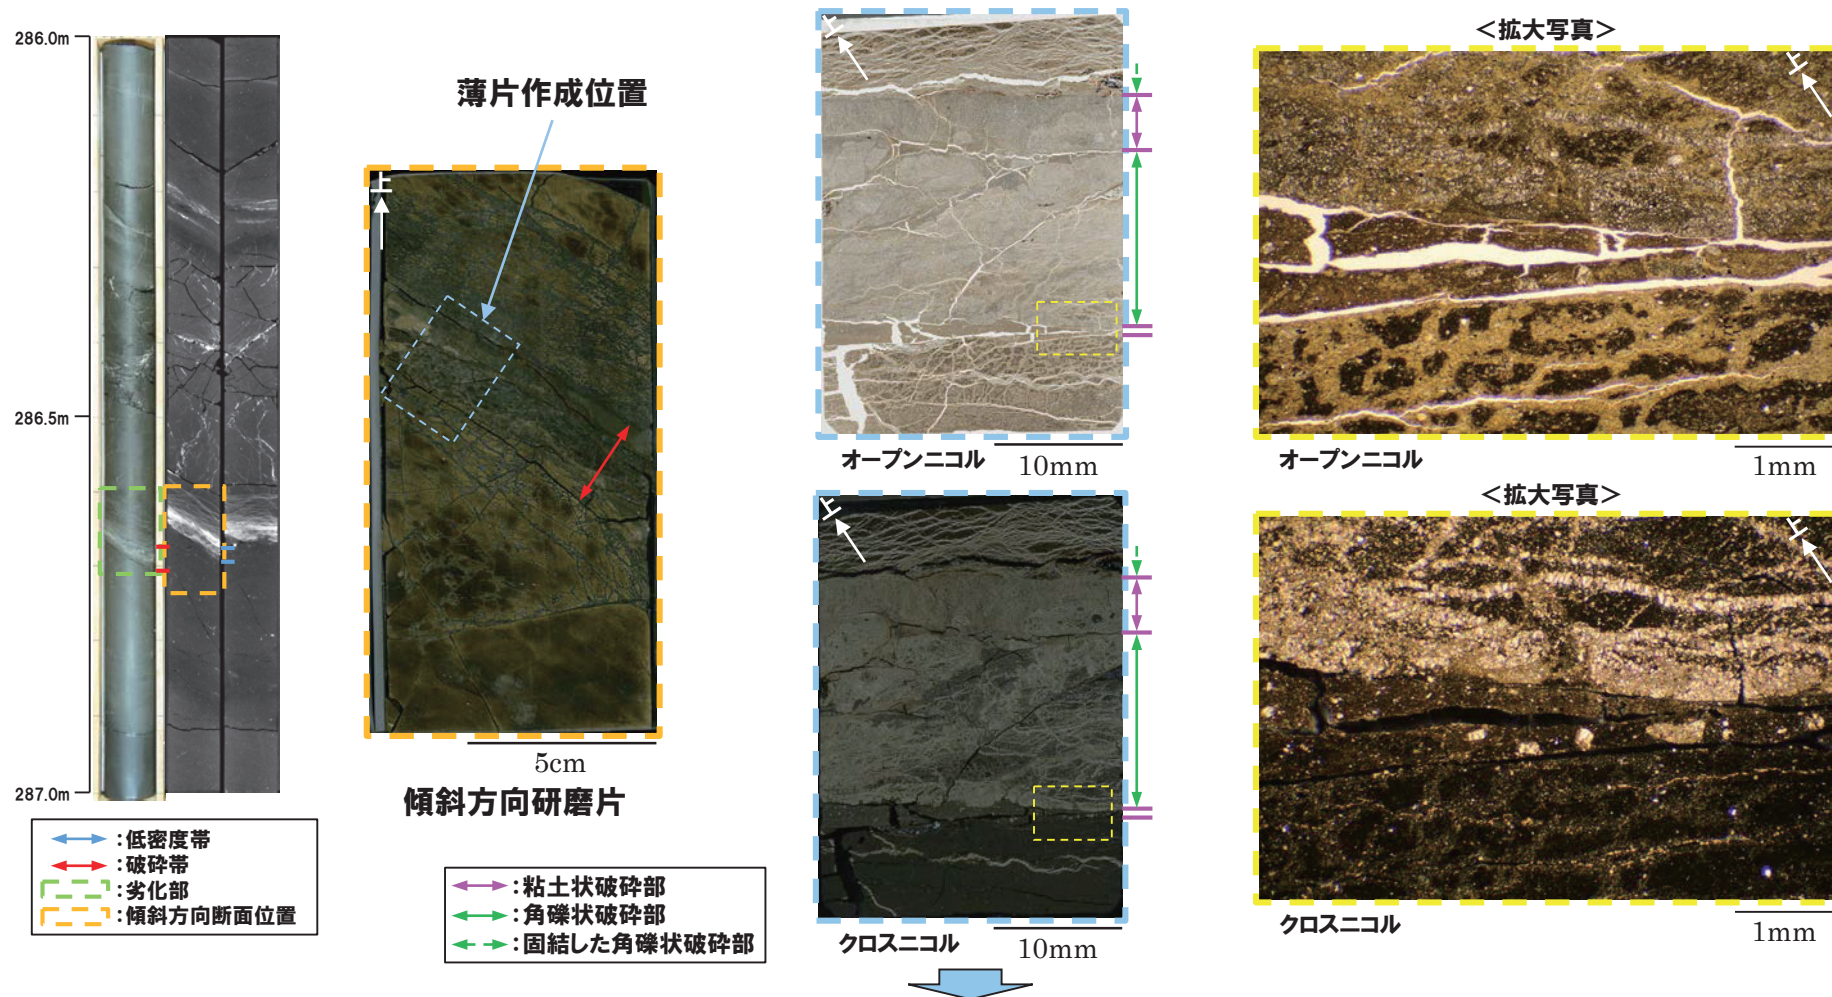 286.0m
286.5m
287.0m
:低密度帯
:破砕帯
:劣化部
:傾斜方向断面位置
薄片作成位置
上
5cm
傾斜方向研磨片
:粘土状破砕部
:角礫状破砕部
:固結した角礫状破砕部
上
オープンニコル
10mm
上
クロスニコル
10mm
＜拡大写真＞
上
オープンニコル
1mm
＜拡大写真＞
上
クロスニコル
1mm